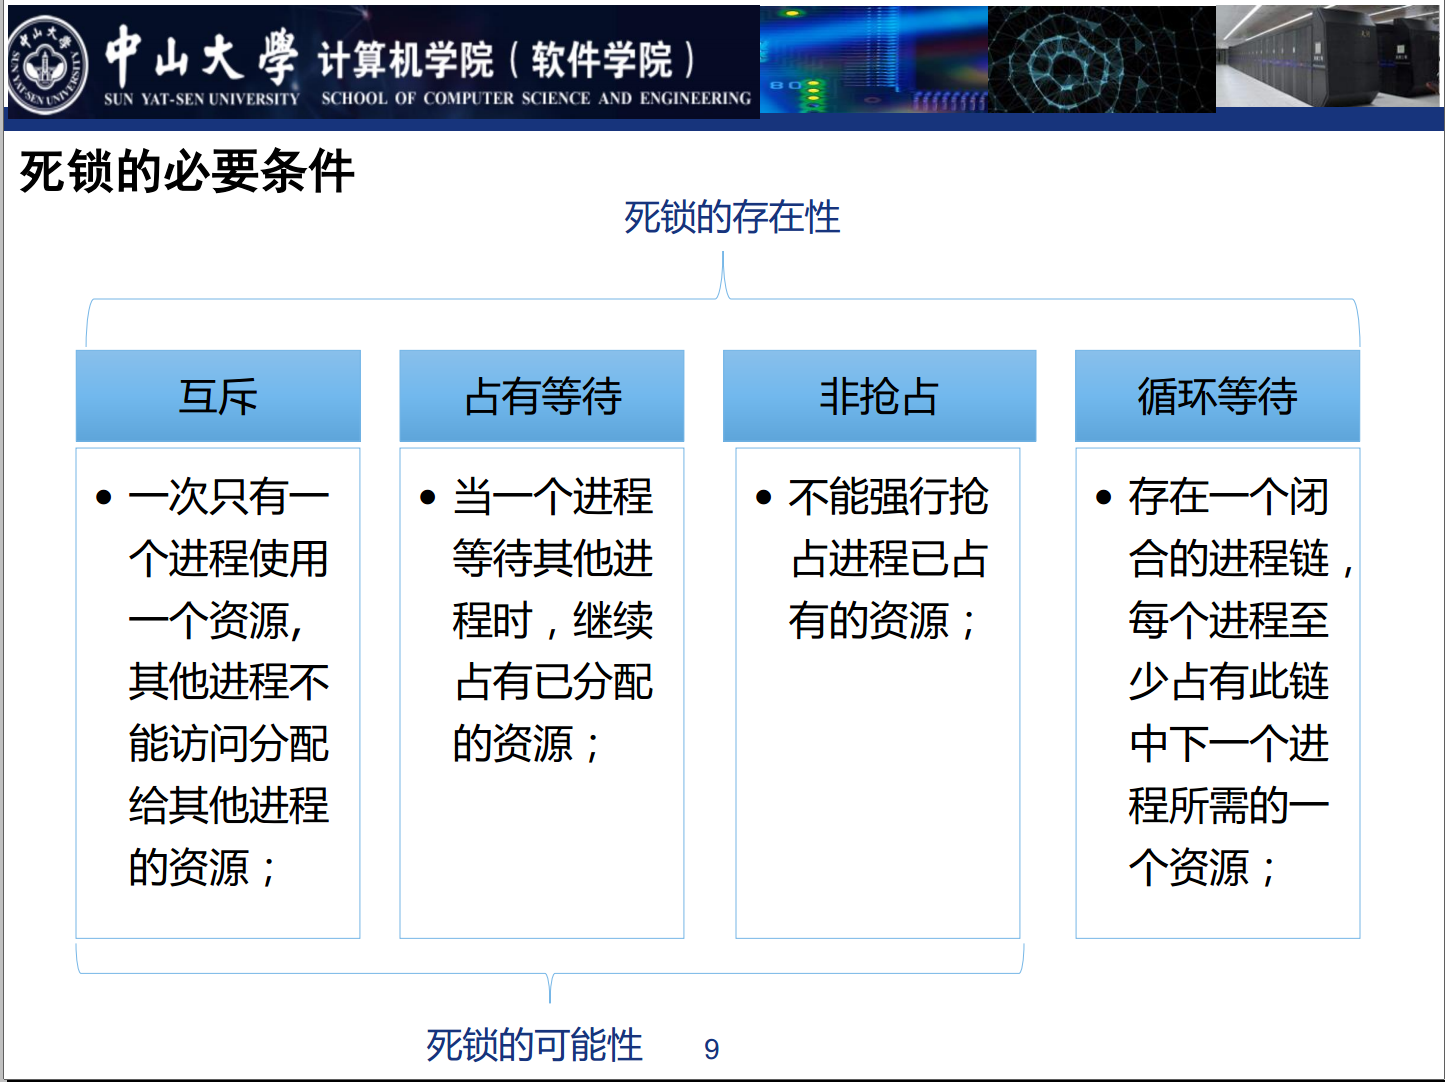 中山大學 计算机学院（软件学院）
SUN YAT-SEN UNIVERSITY SCHOOL OF COMPUTER SCIENCE AND ENGINEERING
死锁的必要条件
死锁的存在性
互斥
一次只有一
个进程使用
一个资源,
其他进程不
能访问分配
给其他进程
的资源；
占有等待
当一个进程
等待其他进
程时，继续
占有已分配
的资源；
非抢占
不能强行抢
占进程已占
有的资源；
循环等待
存在一个闭
合的进程链，
每个进程至
少占有此链
中下一个进
程所需的一
个资源；
死锁的可能性
9